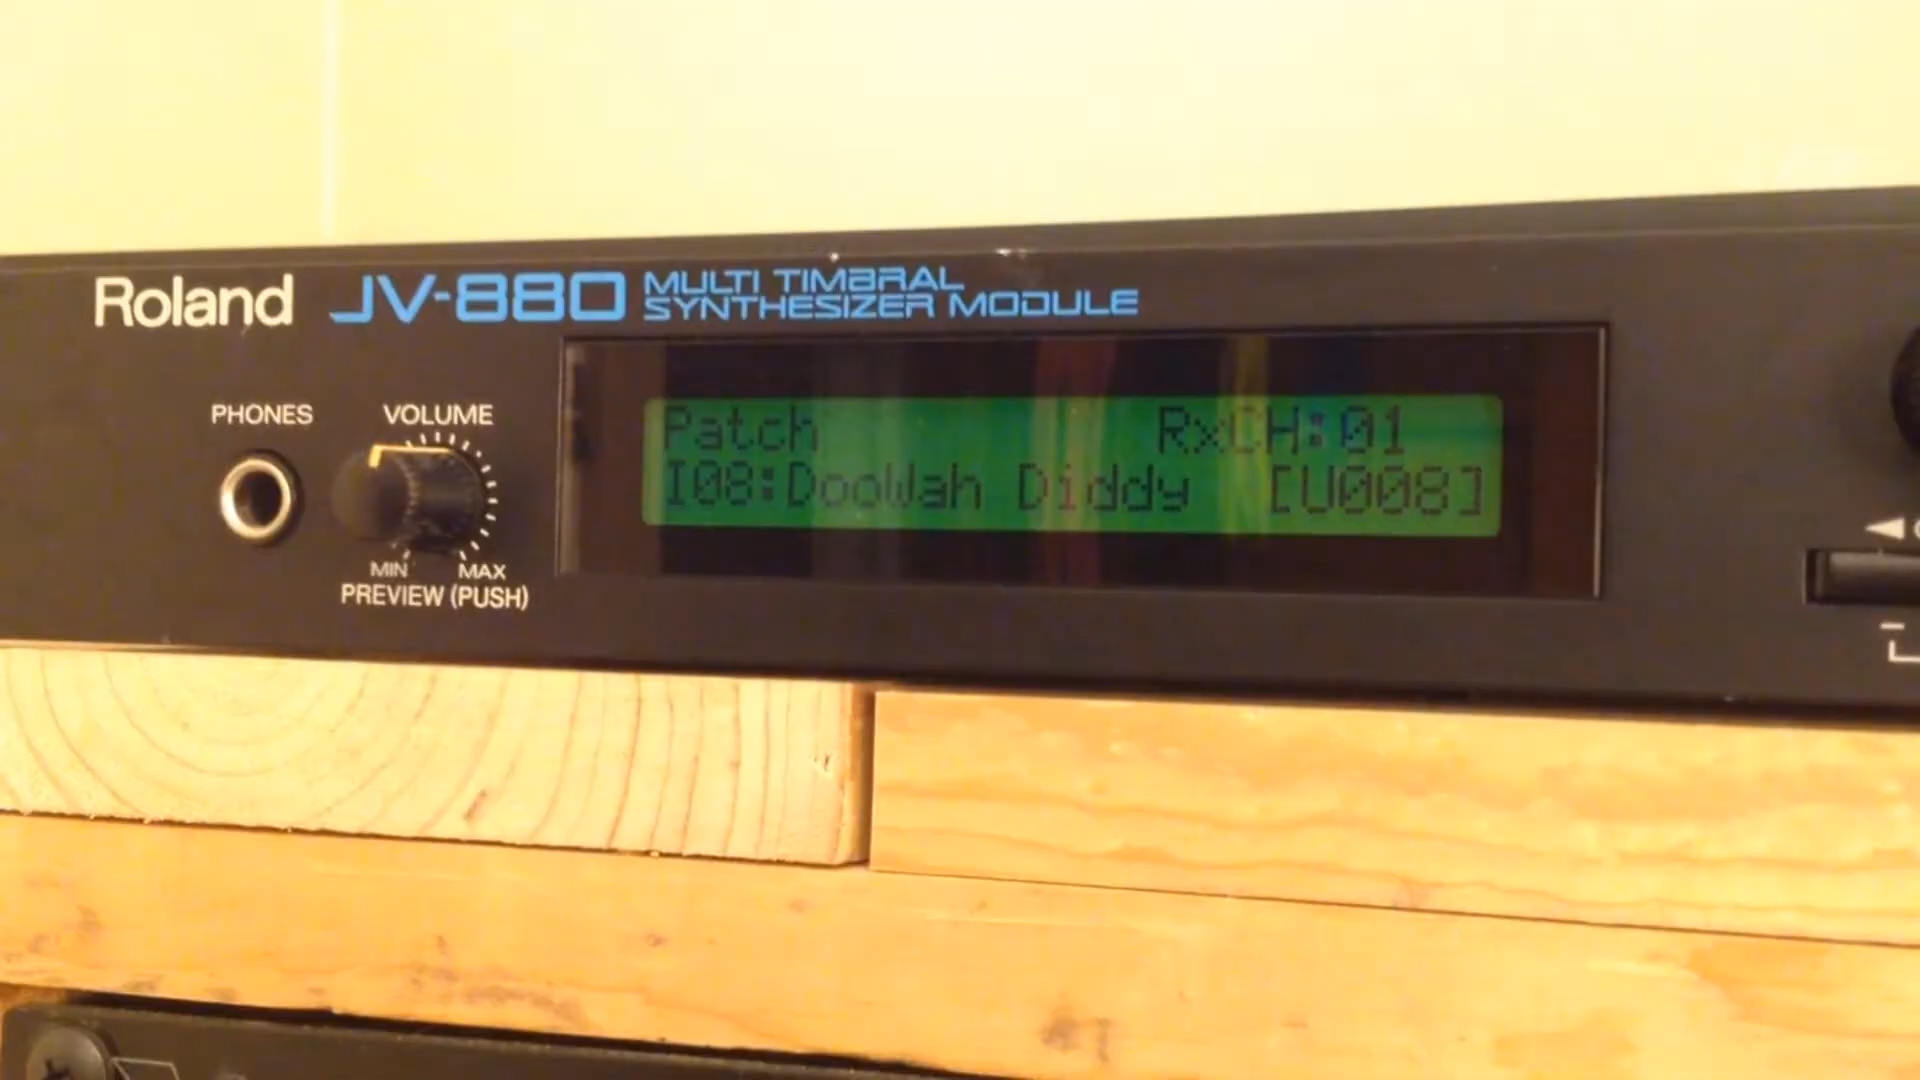 Roland JV-880 MULTI TIMBRAL
SYNTHESIZER MODULE
PHONES
VOLUME
MIN MAX
PREVIEW (PUSH)
Patch RxCH:01
I08:DooWah Diddy [U008]